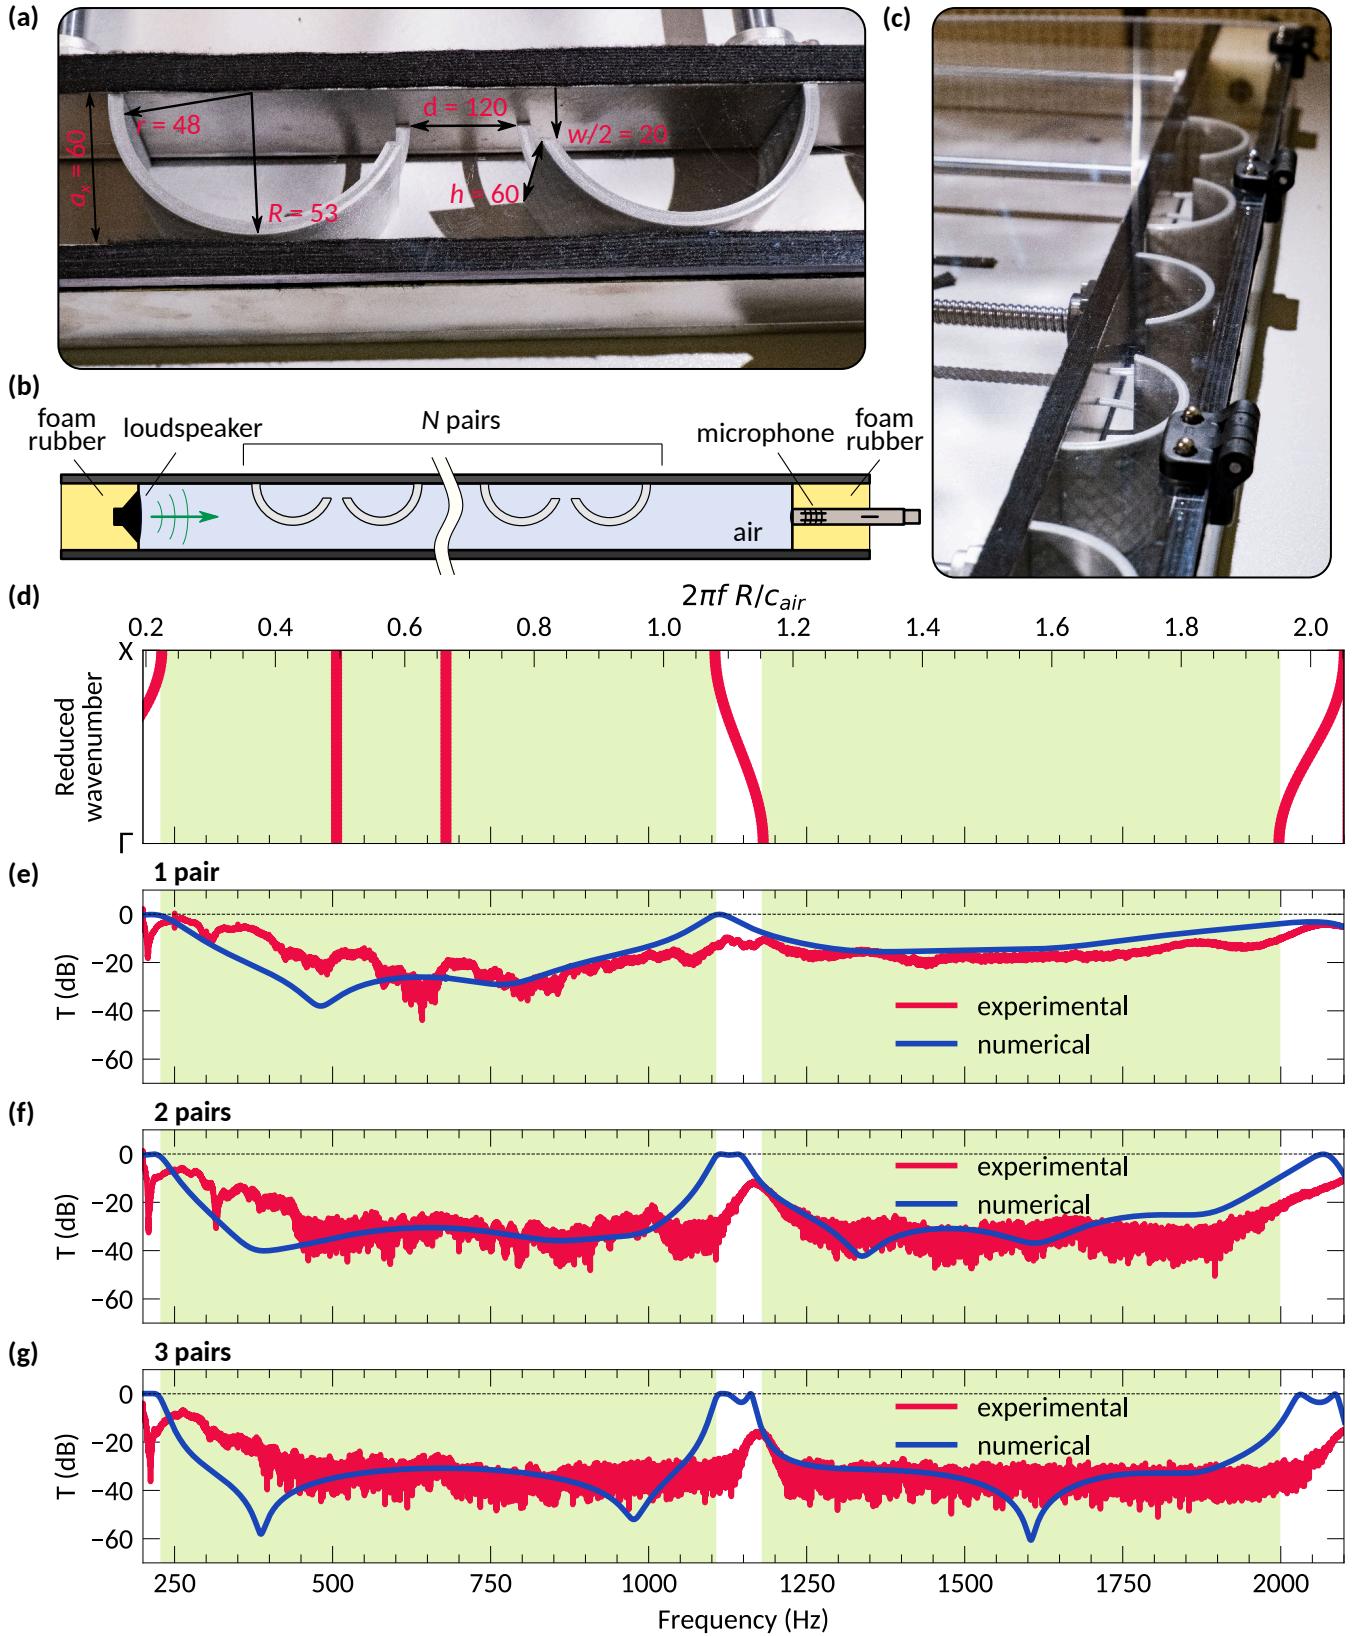 (a)
r = 48
aₓ = 60
R = 53
d = 120
w/2 = 20
h = 60
(c)
(b)
foam
rubber
loudspeaker
N pairs
microphone
foam
rubber
air
(d)
2πf R/c_air
0.2 0.4 0.6 0.8 1.0 1.2 1.4 1.6 1.8 2.0
X
Reduced
wavenumber
Γ
(e)
1 pair
0
−20
−40
−60
T (dB)
experimental
numerical
(f)
2 pairs
0
−20
−40
−60
T (dB)
experimental
numerical
(g)
3 pairs
0
−20
−40
−60
T (dB)
experimental
numerical
250 500 750 1000 1250 1500 1750 2000
Frequency (Hz)